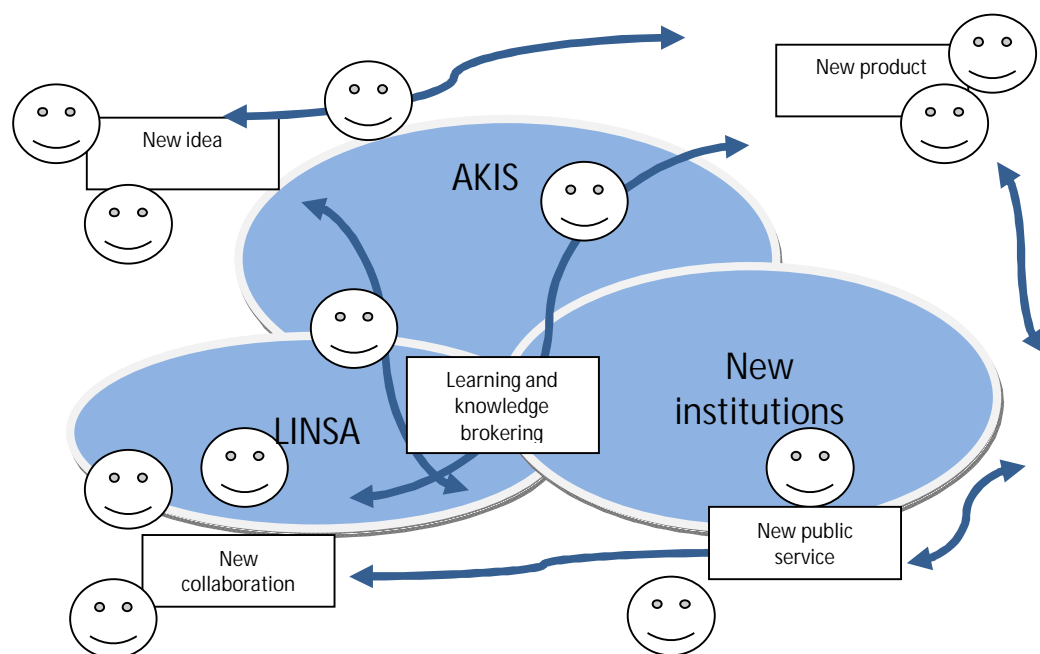 New product
New idea
AKIS
New
institutions
Learning and
knowledge
brokering
LINSA
New public
service
New
collaboration